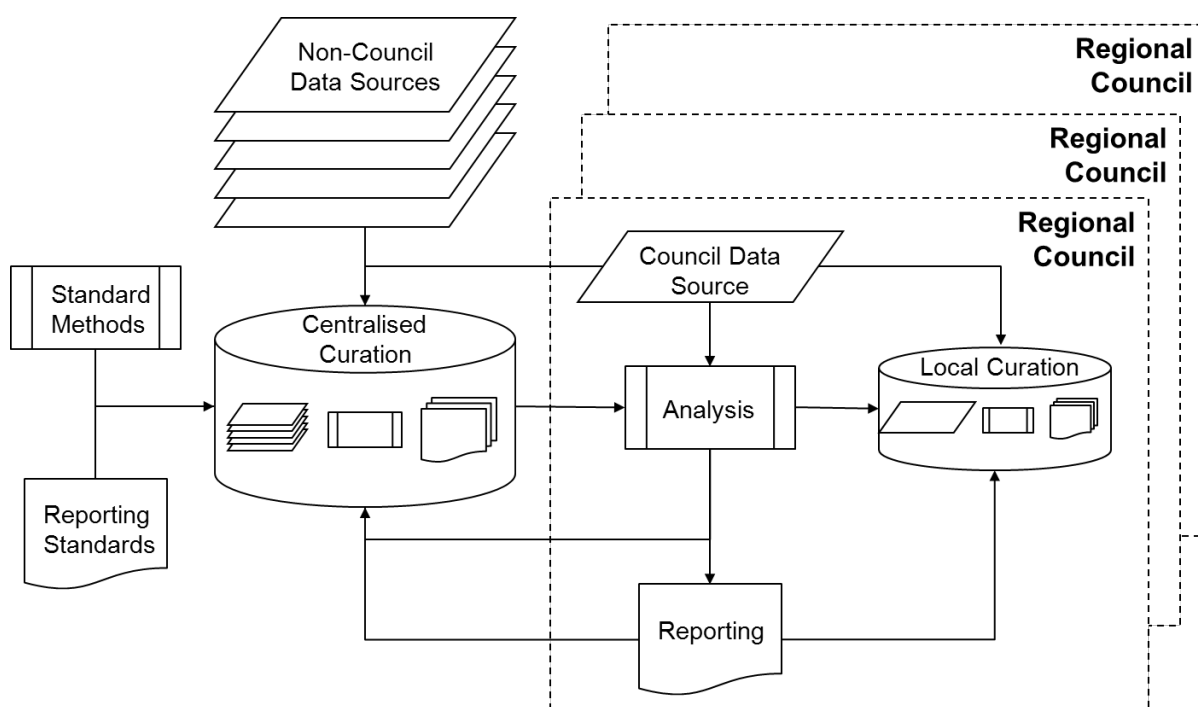 Non-Council
Data Sources
Regional
Council
Regional
Council
Regional
Council
Council Data
Source
Standard
Methods
Centralised
Curation
Local Curation
Analysis
Reporting
Standards
Reporting